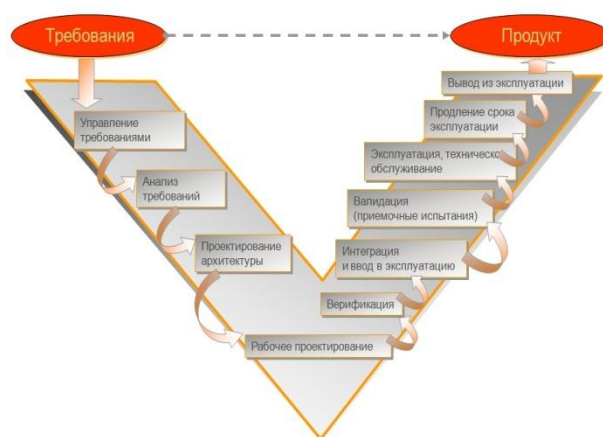 Требования
Продукт
Управление
требованиями
Анализ
требований
Проектирование
архитектуры
Рабочее проектирование
Верификация
Интеграция
и ввод в эксплуатацию
Валидация
(приемочные испытания)
Эксплуатация, техническое
обслуживание
Продление срока
эксплуатации
Вывод из эксплуатации